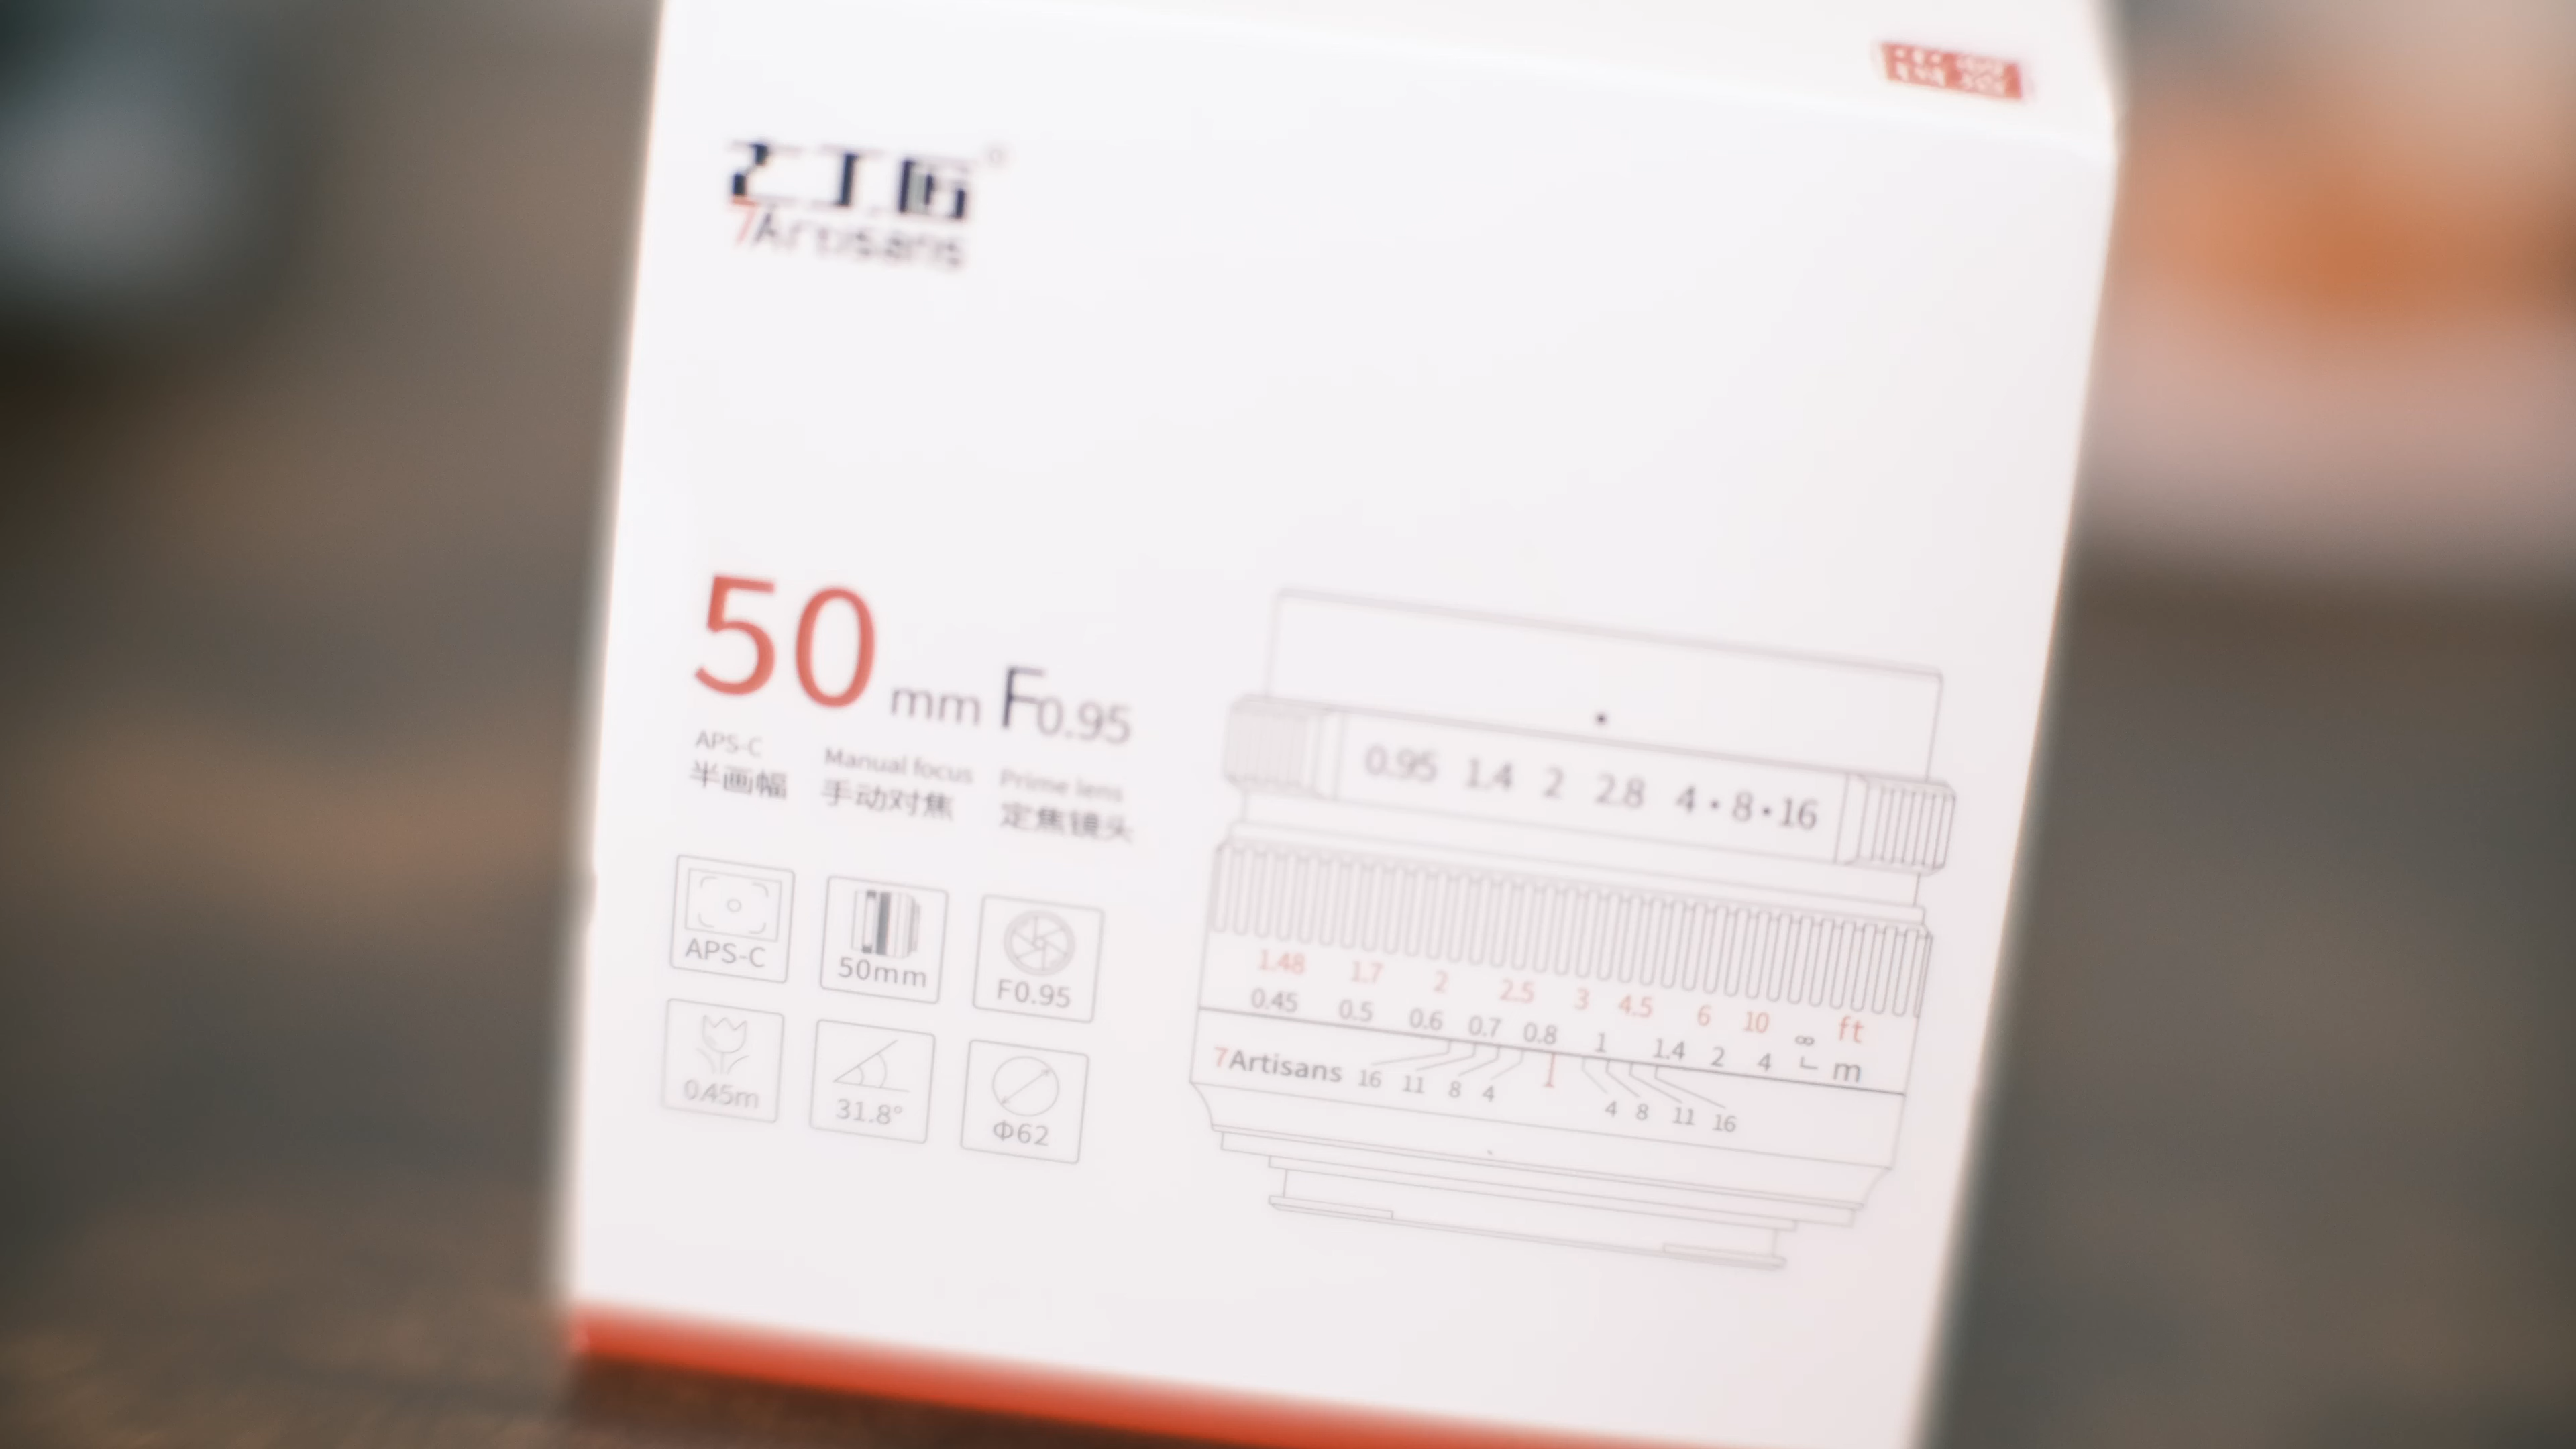 七工匠
7Artisans
50mm F0.95
APS-C Manual focus Prime lens
半画幅 手动对焦 定焦镜头
APS-C 50mm F0.95
0.45m 31.8° Φ62
0.95 1.4 2 2.8 4•8•16
1.48 1.7 2 2.5 3 4.5 6 10 ft
0.45 0.5 0.6 0.7 0.8 1 1.4 2 4 ∞ m
7Artisans 16 11 8 4 4 8 11 16